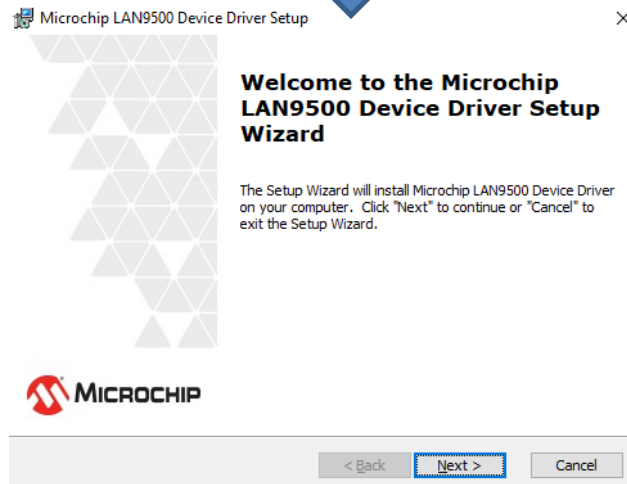 Microchip LAN9500 Device Driver Setup
Welcome to the Microchip
LAN9500 Device Driver Setup
Wizard
The Setup Wizard will install Microchip LAN9500 Device Driver
on your computer.  Click "Next" to continue or "Cancel" to
exit the Setup Wizard.
MICROCHIP
< Back
Next >
Cancel